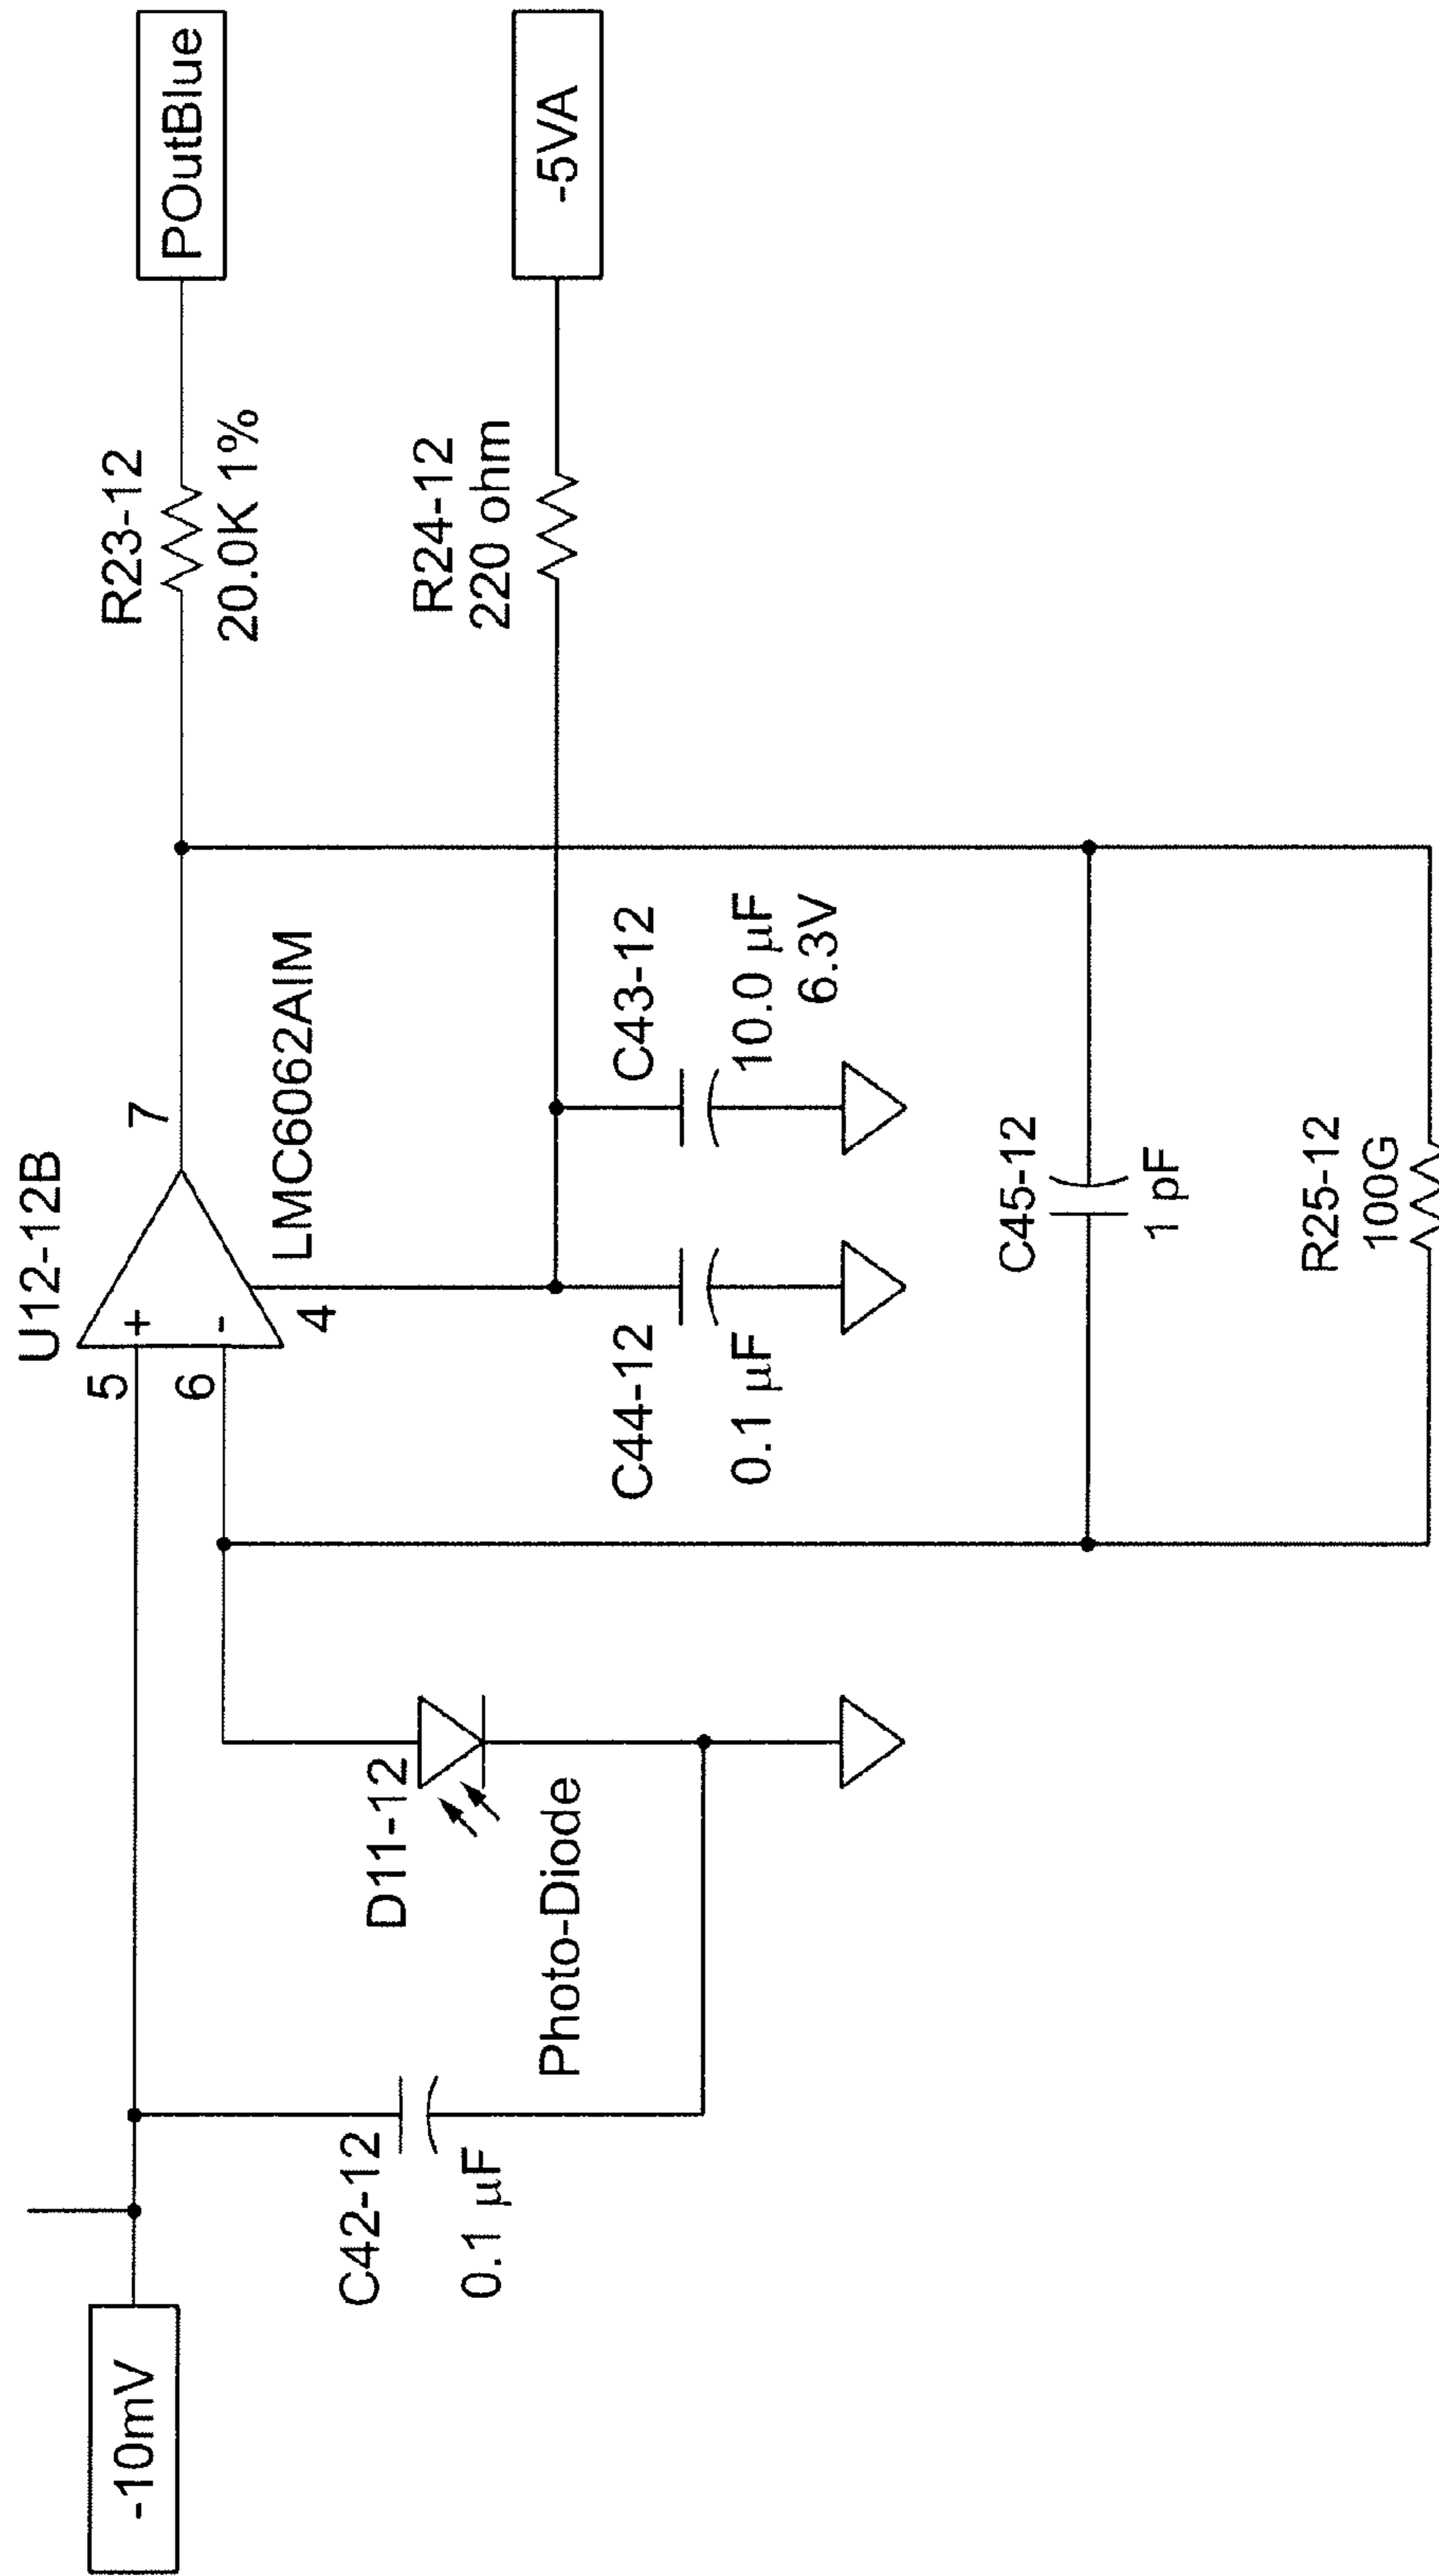 U12-12B
5
+
6
-
7
4
LMC6062AIM
R23-12
20.0K 1%
POutBlue
R24-12
220 ohm
-5VA
-10mV
C42-12
0.1 μF
D11-12
Photo-Diode
C44-12
0.1 μF
C43-12
10.0 μF
6.3V
C45-12
1 pF
R25-12
100G